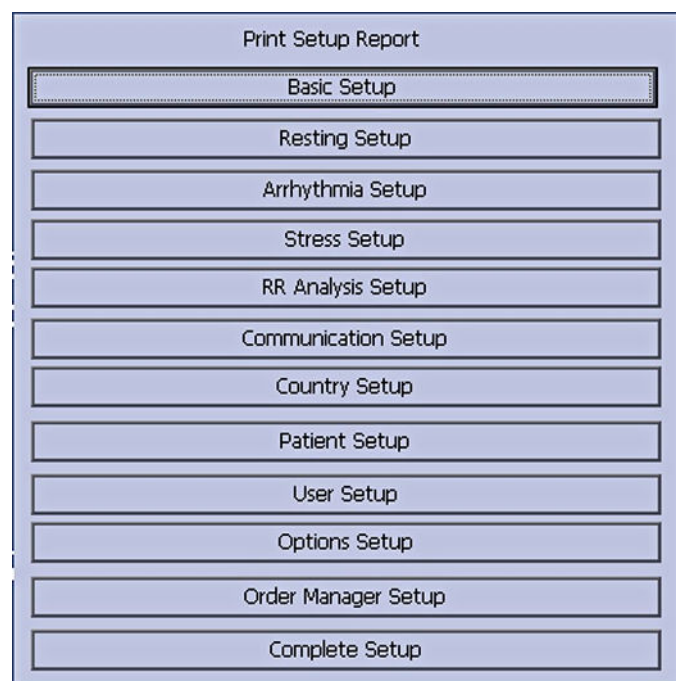 Print Setup Report
Basic Setup
Resting Setup
Arrhythmia Setup
Stress Setup
RR Analysis Setup
Communication Setup
Country Setup
Patient Setup
User Setup
Options Setup
Order Manager Setup
Complete Setup